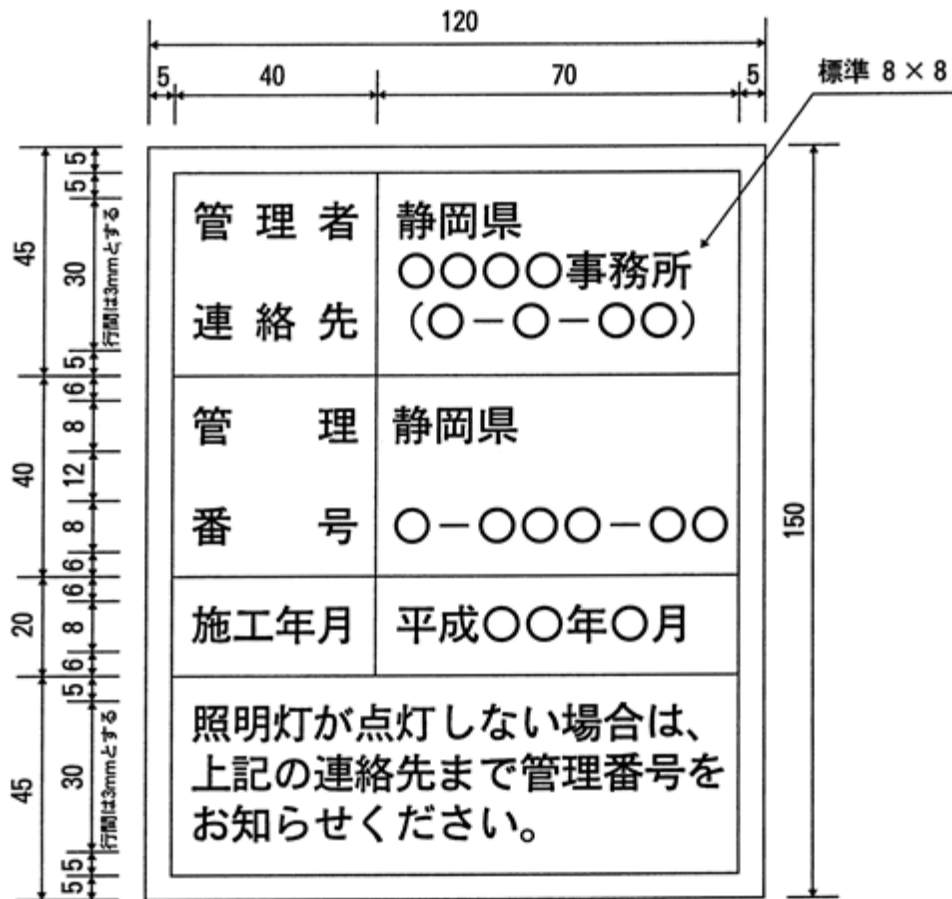 120
5 40 70 5
標準 8×8
45
5
5
30
行間は3mmとする
5
40
6
8
12
8
6
20
6
8
6
45
5
30
行間は3mmとする
5
5
150
管理者 静岡県
○○○○事務所
連絡先 (○－○－○○)
管理 静岡県
番号 ○－○○○－○○
施工年月 平成○○年○月
照明灯が点灯しない場合は、
上記の連絡先まで管理番号を
お知らせください。